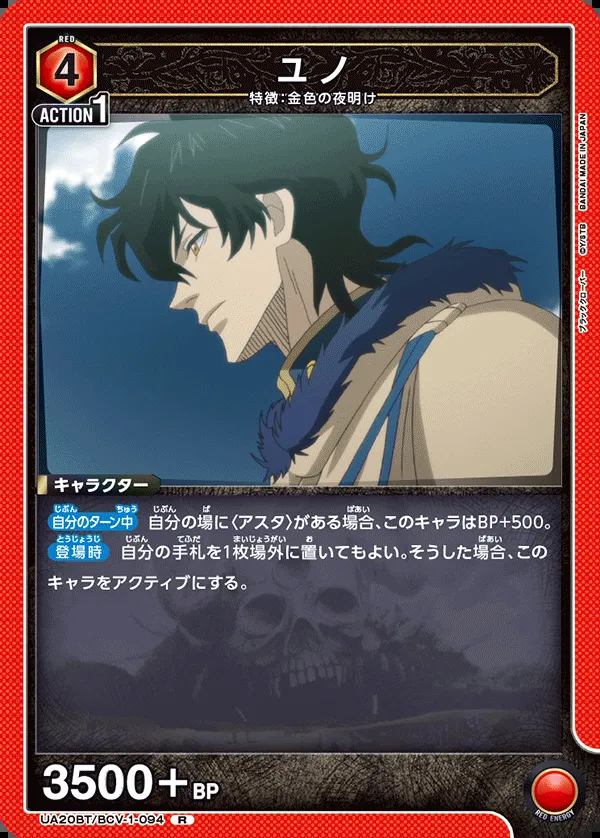 RED
4
ユノ
特徴:金色の夜明け
ACTION 1
BANDAI MADE IN JAPAN
©Y/STB
ブラッククローバー
キャラクター
自分のターン中 自分の場に〈アスタ〉がある場合、このキャラはBP+500。
登場時 自分の手札を1枚場外に置いてもよい。そうした場合、この
キャラをアクティブにする。
3500+BP
UA20BT/BCV-1-094 R
RED ENERGY